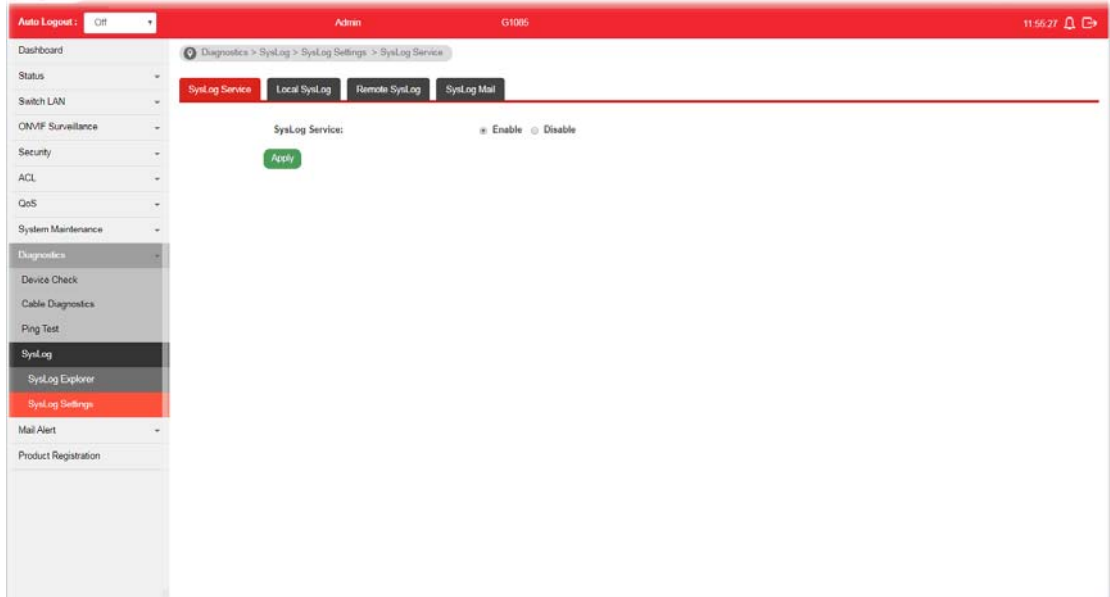 Auto Logout : Off Admin G1085 11:55:27
Dashboard
Status
Switch LAN
ONVIF Surveillance
Security
ACL
QoS
System Maintenance
Diagnostics
Device Check
Cable Diagnostics
Ping Test
SysLog
SysLog Explorer
SysLog Settings
Mail Alert
Product Registration
Diagnostics > SysLog > SysLog Settings > SysLog Service
SysLog Service Local SysLog Remote SysLog SysLog Mail
SysLog Service: Enable Disable
Apply